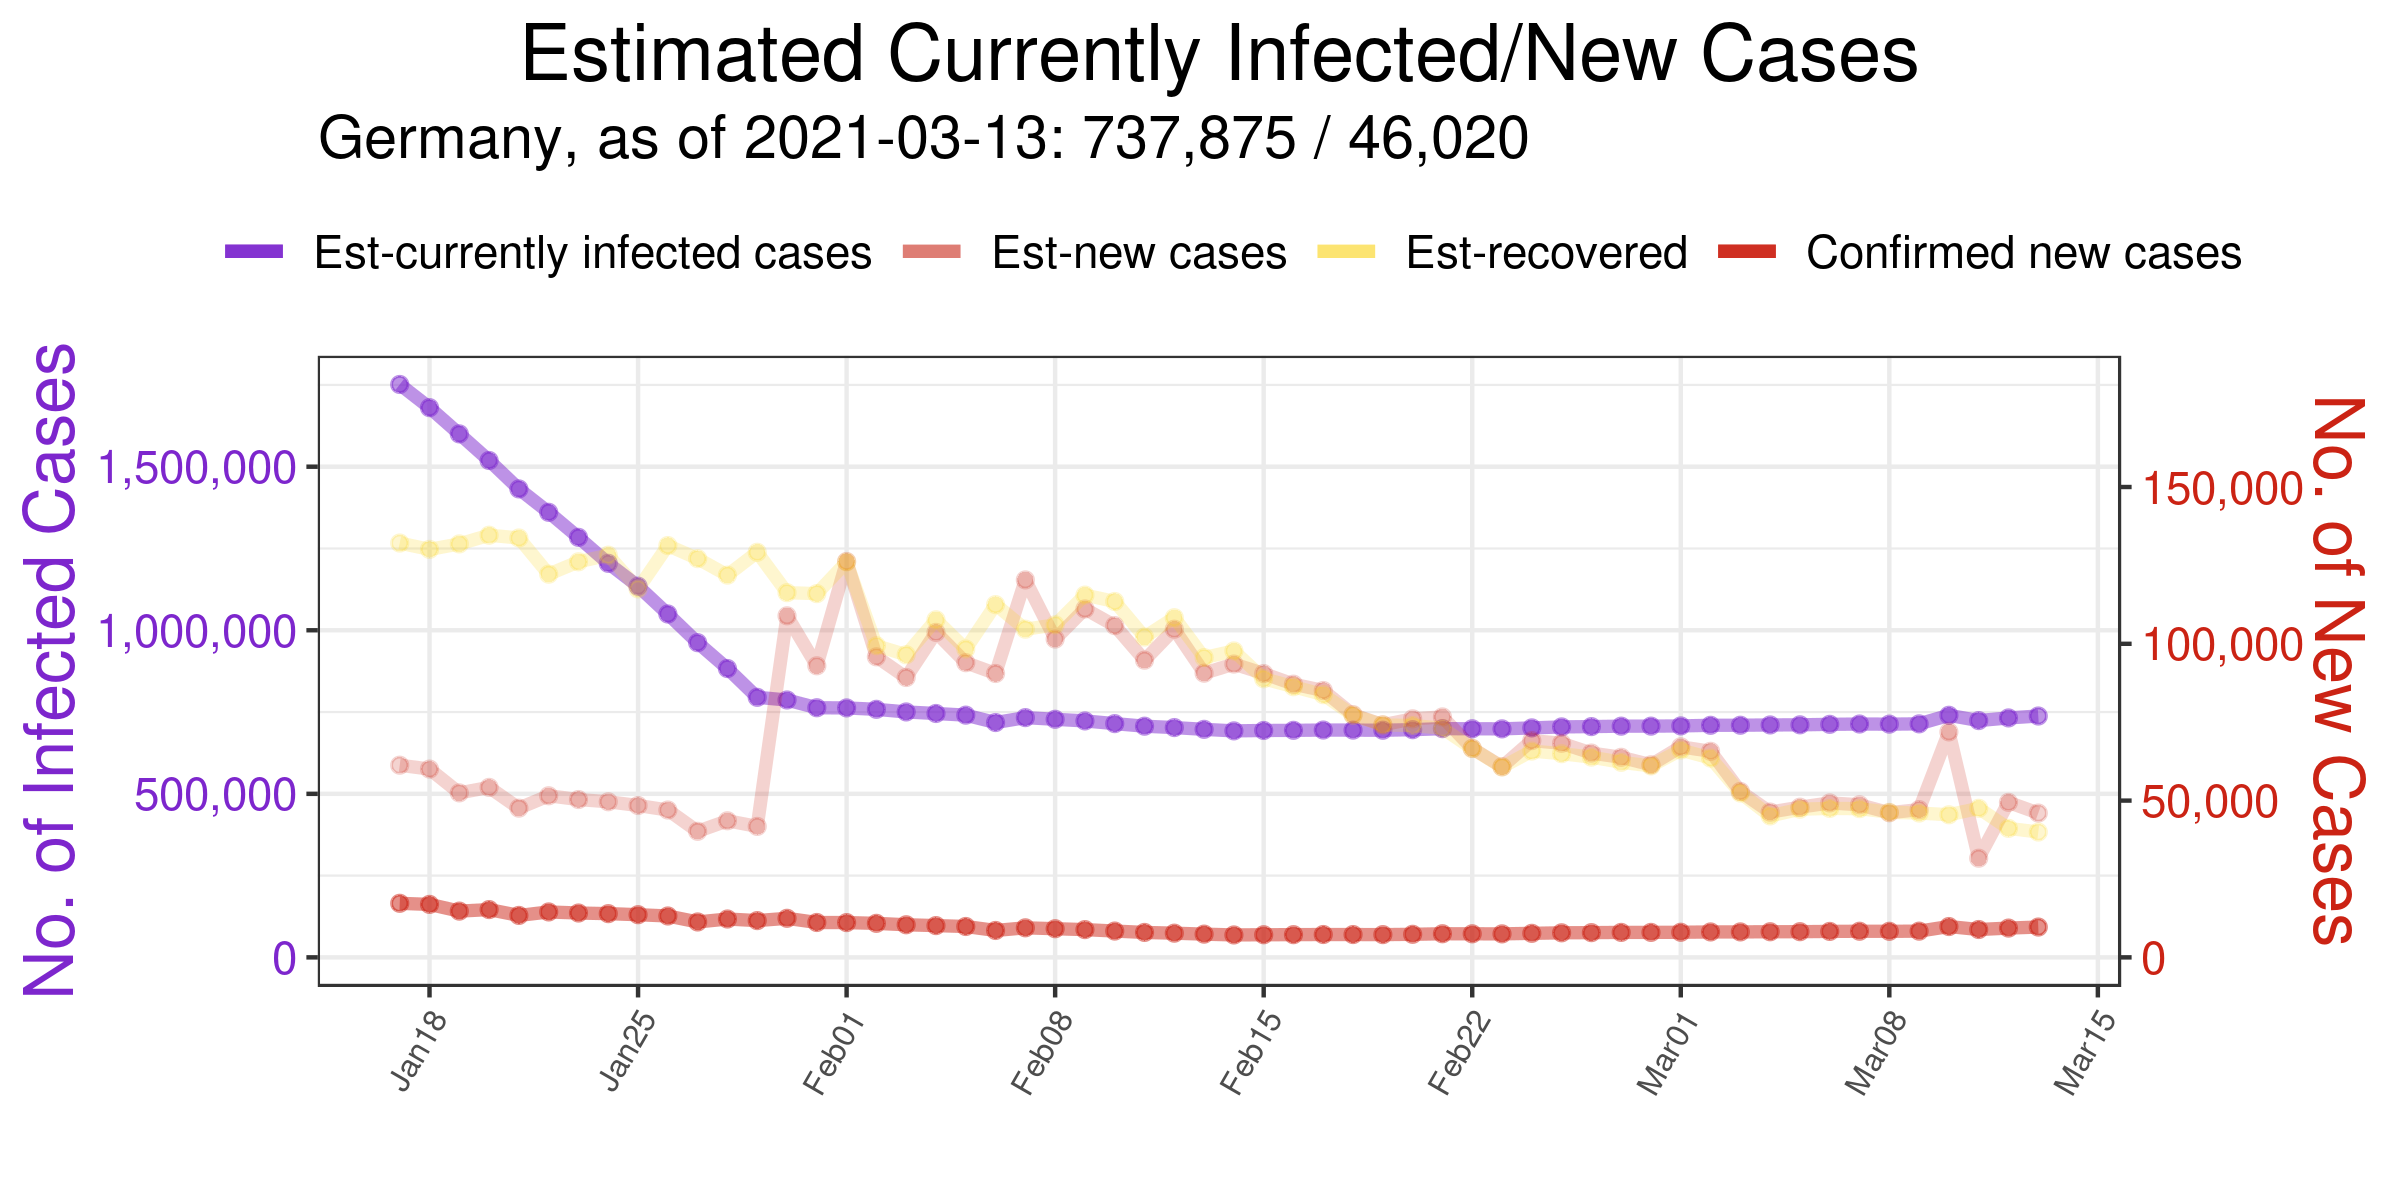 Estimated Currently Infected/New Cases
Germany, as of 2021-03-13: 737,875 / 46,020
Est-currently infected cases Est-new cases Est-recovered Confirmed new cases
No. of Infected Cases
1,500,000
1,000,000
500,000
0
150,000
100,000
50,000
0
No. of New Cases
Jan18 Jan25 Feb01 Feb08 Feb15 Feb22 Mar01 Mar08 Mar15